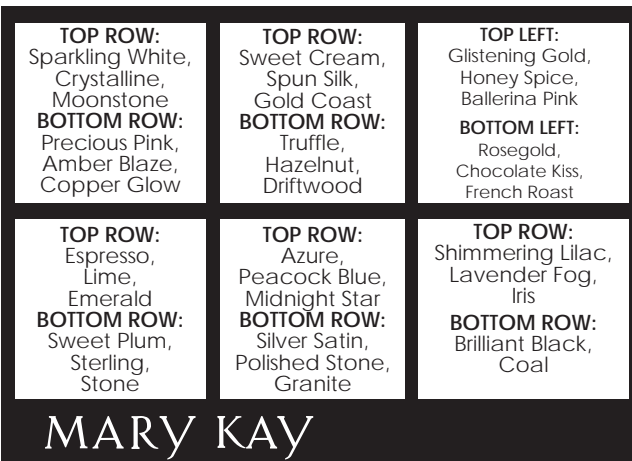 TOP ROW:
Sparkling White,
Crystalline,
Moonstone
BOTTOM ROW:
Precious Pink,
Amber Blaze,
Copper Glow
TOP ROW:
Sweet Cream,
Spun Silk,
Gold Coast
BOTTOM ROW:
Truffle,
Hazelnut,
Driftwood
TOP LEFT:
Glistening Gold,
Honey Spice,
Ballerina Pink
BOTTOM LEFT:
Rosegold,
Chocolate Kiss,
French Roast
TOP ROW:
Espresso,
Lime,
Emerald
BOTTOM ROW:
Sweet Plum,
Sterling,
Stone
TOP ROW:
Azure,
Peacock Blue,
Midnight Star
BOTTOM ROW:
Silver Satin,
Polished Stone,
Granite
TOP ROW:
Shimmering Lilac,
Lavender Fog,
Iris
BOTTOM ROW:
Brilliant Black,
Coal
MARY KAY